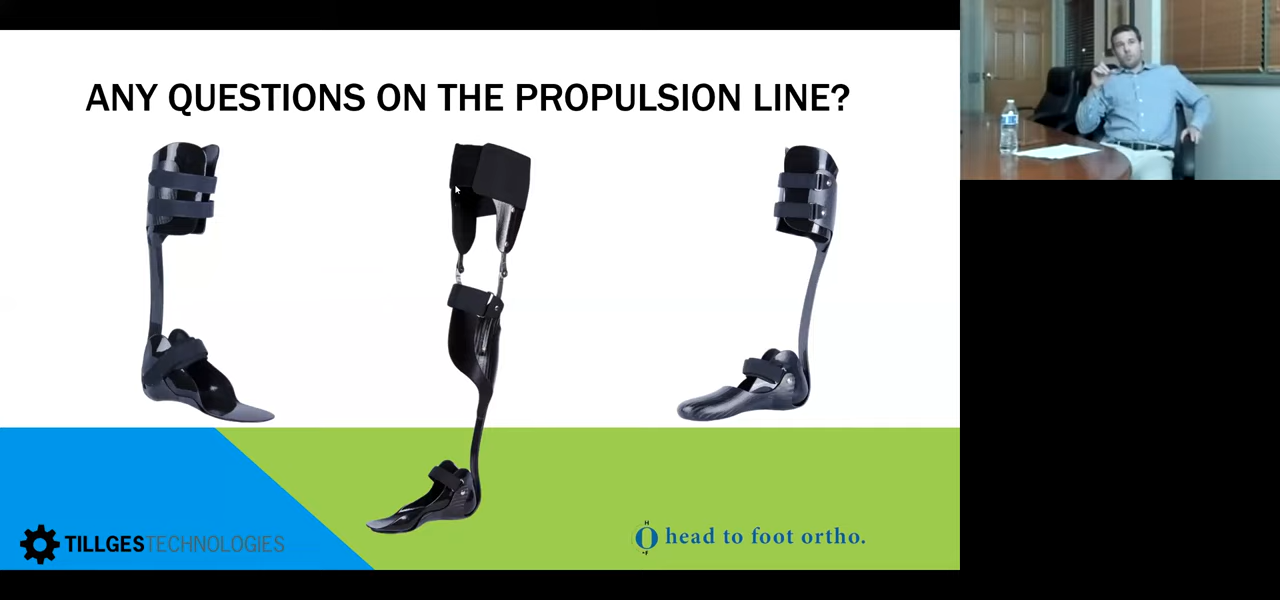 ANY QUESTIONS ON THE PROPULSION LINE?
TILLGESTECHNOLOGIES
head to foot ortho.